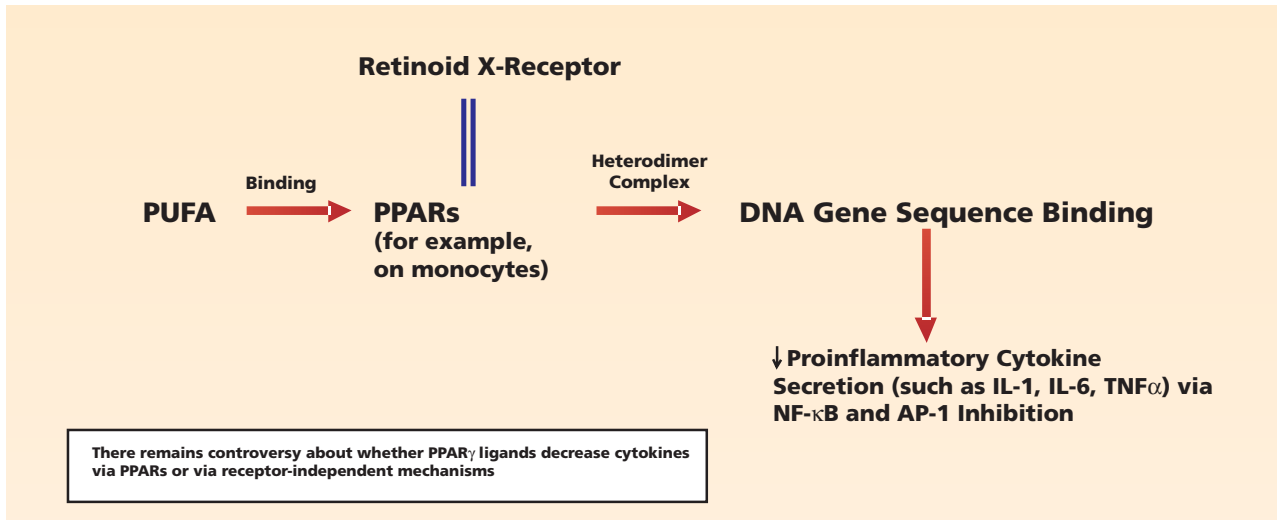 Retinoid X-Receptor
Binding
Heterodimer
Complex
PUFA
PPARs
(for example,
on monocytes)
DNA Gene Sequence Binding
↓Proinflammatory Cytokine
Secretion (such as IL-1, IL-6, TNFα) via
NF-κB and AP-1 Inhibition
There remains controversy about whether PPARγ ligands decrease cytokines
via PPARs or via receptor-independent mechanisms